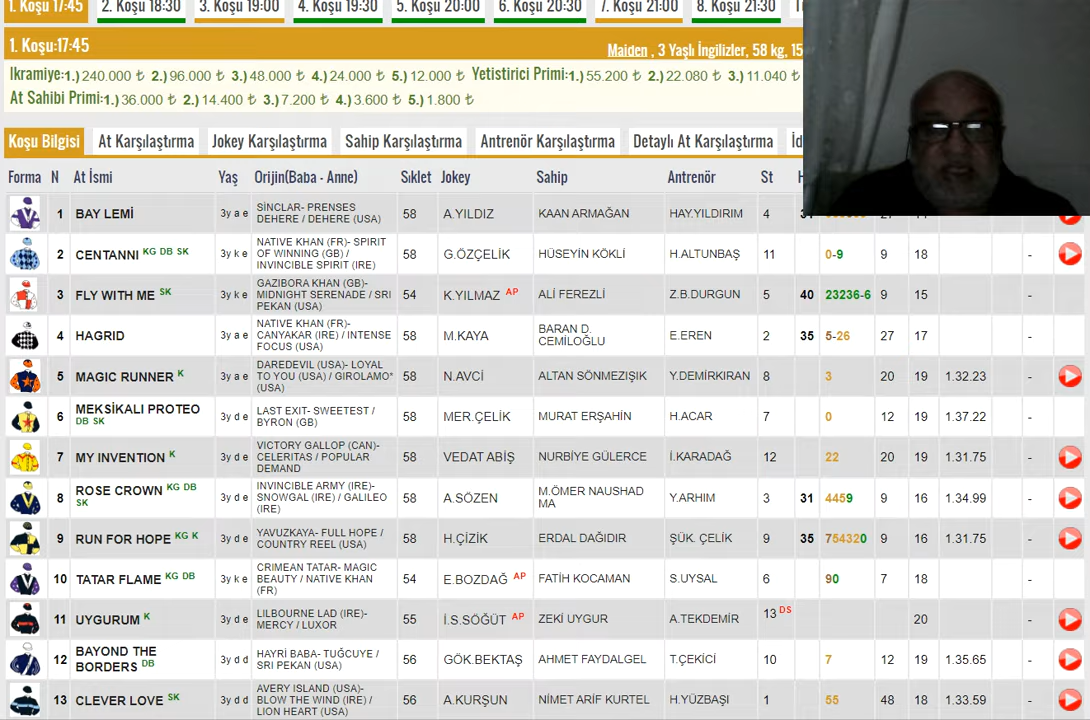 1. Koşu 17:45 2. Koşu 18:30 3. Koşu 19:00 4. Koşu 19:30 5. Koşu 20:00 6. Koşu 20:30 7. Koşu 21:00 8. Koşu 21:30
1. Koşu:17:45 Maiden , 3 Yaşlı İngilizler, 58 kg, 15
Ikramiye:1.) 240.000 ₺ 2.) 96.000 ₺ 3.) 48.000 ₺ 4.) 24.000 ₺ 5.) 12.000 ₺ Yetistirici Primi:1.) 55.200 ₺ 2.) 22.080 ₺ 3.) 11.040 ₺
At Sahibi Primi:1.) 36.000 ₺ 2.) 14.400 ₺ 3.) 7.200 ₺ 4.) 3.600 ₺ 5.) 1.800 ₺
Koşu Bilgisi At Karşılaştırma Jokey Karşılaştırma Sahip Karşılaştırma Antrenör Karşılaştırma Detaylı At Karşılaştırma
Forma N At İsmi Yaş Orijin(Baba - Anne) Sıklet Jokey Sahip Antrenör St
1 BAY LEMİ 3y a e SİNCLAR- PRENSES DEHERE / DEHERE (USA) 58 A.YILDIZ KAAN ARMAĞAN HAY.YILDIRIM 4
2 CENTANNI KG DB SK 3y k e NATIVE KHAN (FR)- SPIRIT OF WINNING (GB) / INVINCIBLE SPIRIT (IRE) 58 G.ÖZÇELİK HÜSEYİN KÖKLİ H.ALTUNBAŞ 11 0-9 9 18 -
3 FLY WITH ME SK 3y k e GAZIBORA KHAN (GB)- MIDNIGHT SERENADE / SRI PEKAN (USA) 54 K.YILMAZ AP ALİ FEREZLİ Z.B.DURGUN 5 40 23236-6 9 15 -
4 HAGRID 3y a e NATIVE KHAN (FR)- CANYAKAR (IRE) / INTENSE FOCUS (USA) 58 M.KAYA BARAN D. CEMİLOĞLU E.EREN 2 35 5-26 27 17 -
5 MAGIC RUNNER K 3y a e DAREDEVIL (USA)- LOYAL TO YOU (USA) / GIROLAMO* (USA) 58 N.AVCİ ALTAN SÖNMEZIŞIK Y.DEMİRKIRAN 8 3 20 19 1.32.23 -
6 MEKSİKALI PROTEO DB SK 3y d e LAST EXIT- SWEETEST / BYRON (GB) 58 MER.ÇELİK MURAT ERŞAHİN H.ACAR 7 0 12 19 1.37.22 -
7 MY INVENTION K 3y d e VICTORY GALLOP (CAN)- CELERITAS / POPULAR DEMAND 58 VEDAT ABİŞ NURBİYE GÜLERCE İ.KARADAĞ 12 22 20 19 1.31.75 -
8 ROSE CROWN KG DB SK 3y d e INVINCIBLE ARMY (IRE)- SNOWGAL (IRE) / GALILEO (IRE) 58 A.SÖZEN M.ÖMER NAUSHAD MA Y.ARHIM 3 31 4459 9 16 1.34.99 -
9 RUN FOR HOPE KG K 3y d e YAVUZKAYA- FULL HOPE / COUNTRY REEL (USA) 58 H.ÇİZİK ERDAL DAĞIDIR ŞÜK. ÇELİK 9 35 754320 9 16 1.31.75 -
10 TATAR FLAME KG DB 3y k e CRIMEAN TATAR- MAGIC BEAUTY / NATIVE KHAN (FR) 54 E.BOZDAĞ AP FATİH KOCAMAN S.UYSAL 6 90 7 18 -
11 UYGURUM K 3y d e LILBOURNE LAD (IRE)- MERCY / LUXOR 55 İ.S.SÖĞÜT AP ZEKİ UYGUR A.TEKDEMİR 13 DS 20 -
12 BAYOND THE BORDERS DB 3y d d HAYRİ BABA- TUĞCUYE / SRI PEKAN (USA) 56 GÖK.BEKTAŞ AHMET FAYDALGEL T.ÇEKİCİ 10 7 12 19 1.35.65 -
13 CLEVER LOVE SK 3y d d AVERY ISLAND (USA)- BLOW THE WIND (IRE) / LION HEART (USA) 56 A.KURŞUN NİMET ARİF KURTEL H.YÜZBAŞI 1 55 48 18 1.33.59 -